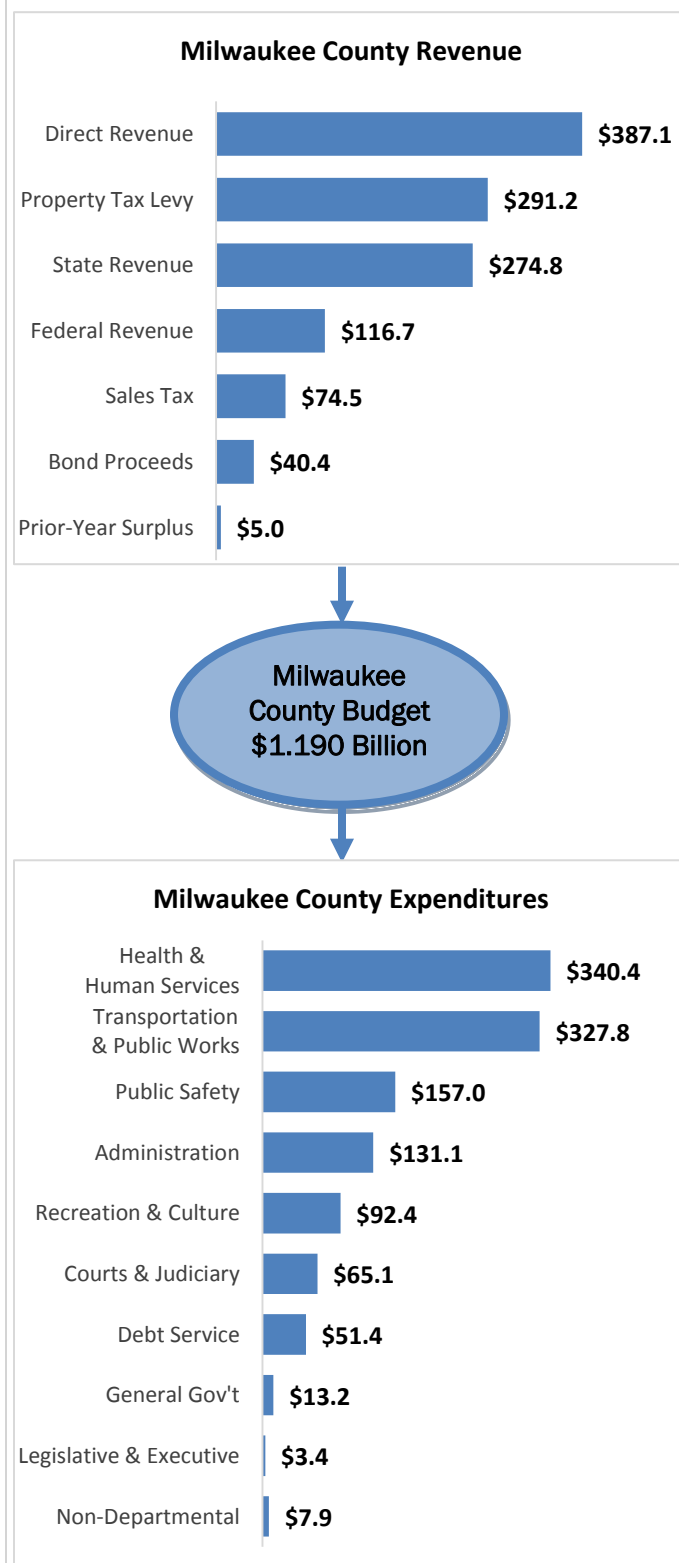 Milwaukee County Revenue
Direct Revenue $387.1
Property Tax Levy $291.2
State Revenue $274.8
Federal Revenue $116.7
Sales Tax $74.5
Bond Proceeds $40.4
Prior-Year Surplus $5.0
Milwaukee
County Budget
$1.190 Billion
Milwaukee County Expenditures
Health &
Human Services $340.4
Transportation
& Public Works $327.8
Public Safety $157.0
Administration $131.1
Recreation & Culture $92.4
Courts & Judiciary $65.1
Debt Service $51.4
General Gov't $13.2
Legislative & Executive $3.4
Non-Departmental $7.9